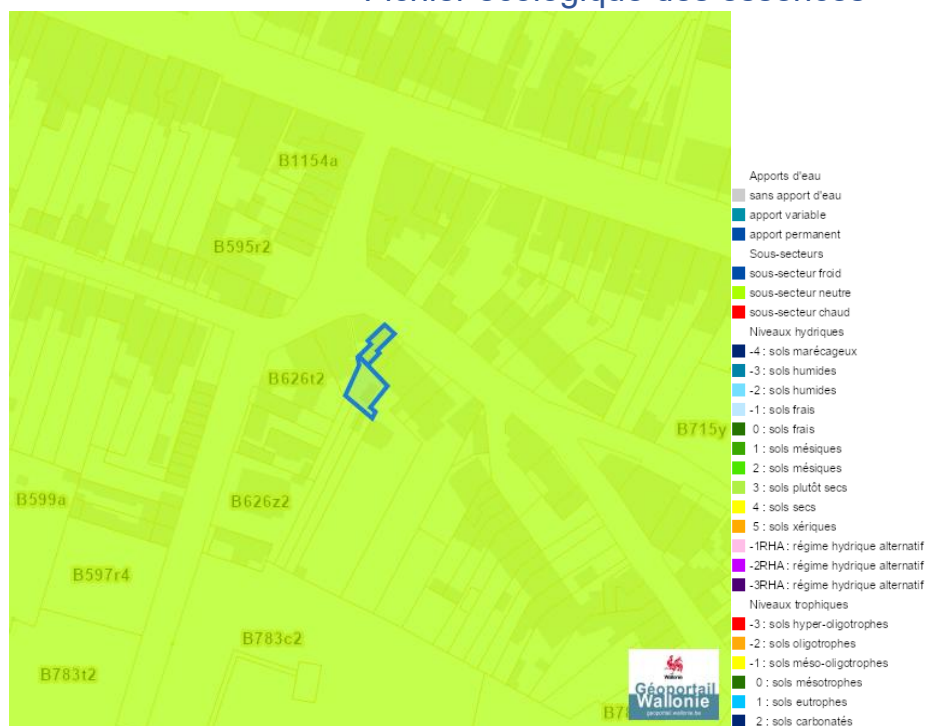 Fichier écologique des essences
B1154a
B595r2
B626t2
B715y
B599a
B626z2
B597r4
B783c2
B783t2
Wallonie
Géoportail
Wallonie
geoportail.wallonie.be
Apports d'eau
sans apport d'eau
apport variable
apport permanent
Sous-secteurs
sous-secteur froid
sous-secteur neutre
sous-secteur chaud
Niveaux hydriques
-4 : sols marécageux
-3 : sols humides
-2 : sols humides
-1 : sols frais
0 : sols frais
1 : sols mésiques
2 : sols mésiques
3 : sols plutôt secs
4 : sols secs
5 : sols xériques
-1RHA : régime hydrique alternatif
-2RHA : régime hydrique alternatif
-3RHA : régime hydrique alternatif
Niveaux trophiques
-3 : sols hyper-oligotrophes
-2 : sols oligotrophes
-1 : sols méso-oligotrophes
0 : sols mésotrophes
1 : sols eutrophes
2 : sols carbonatés